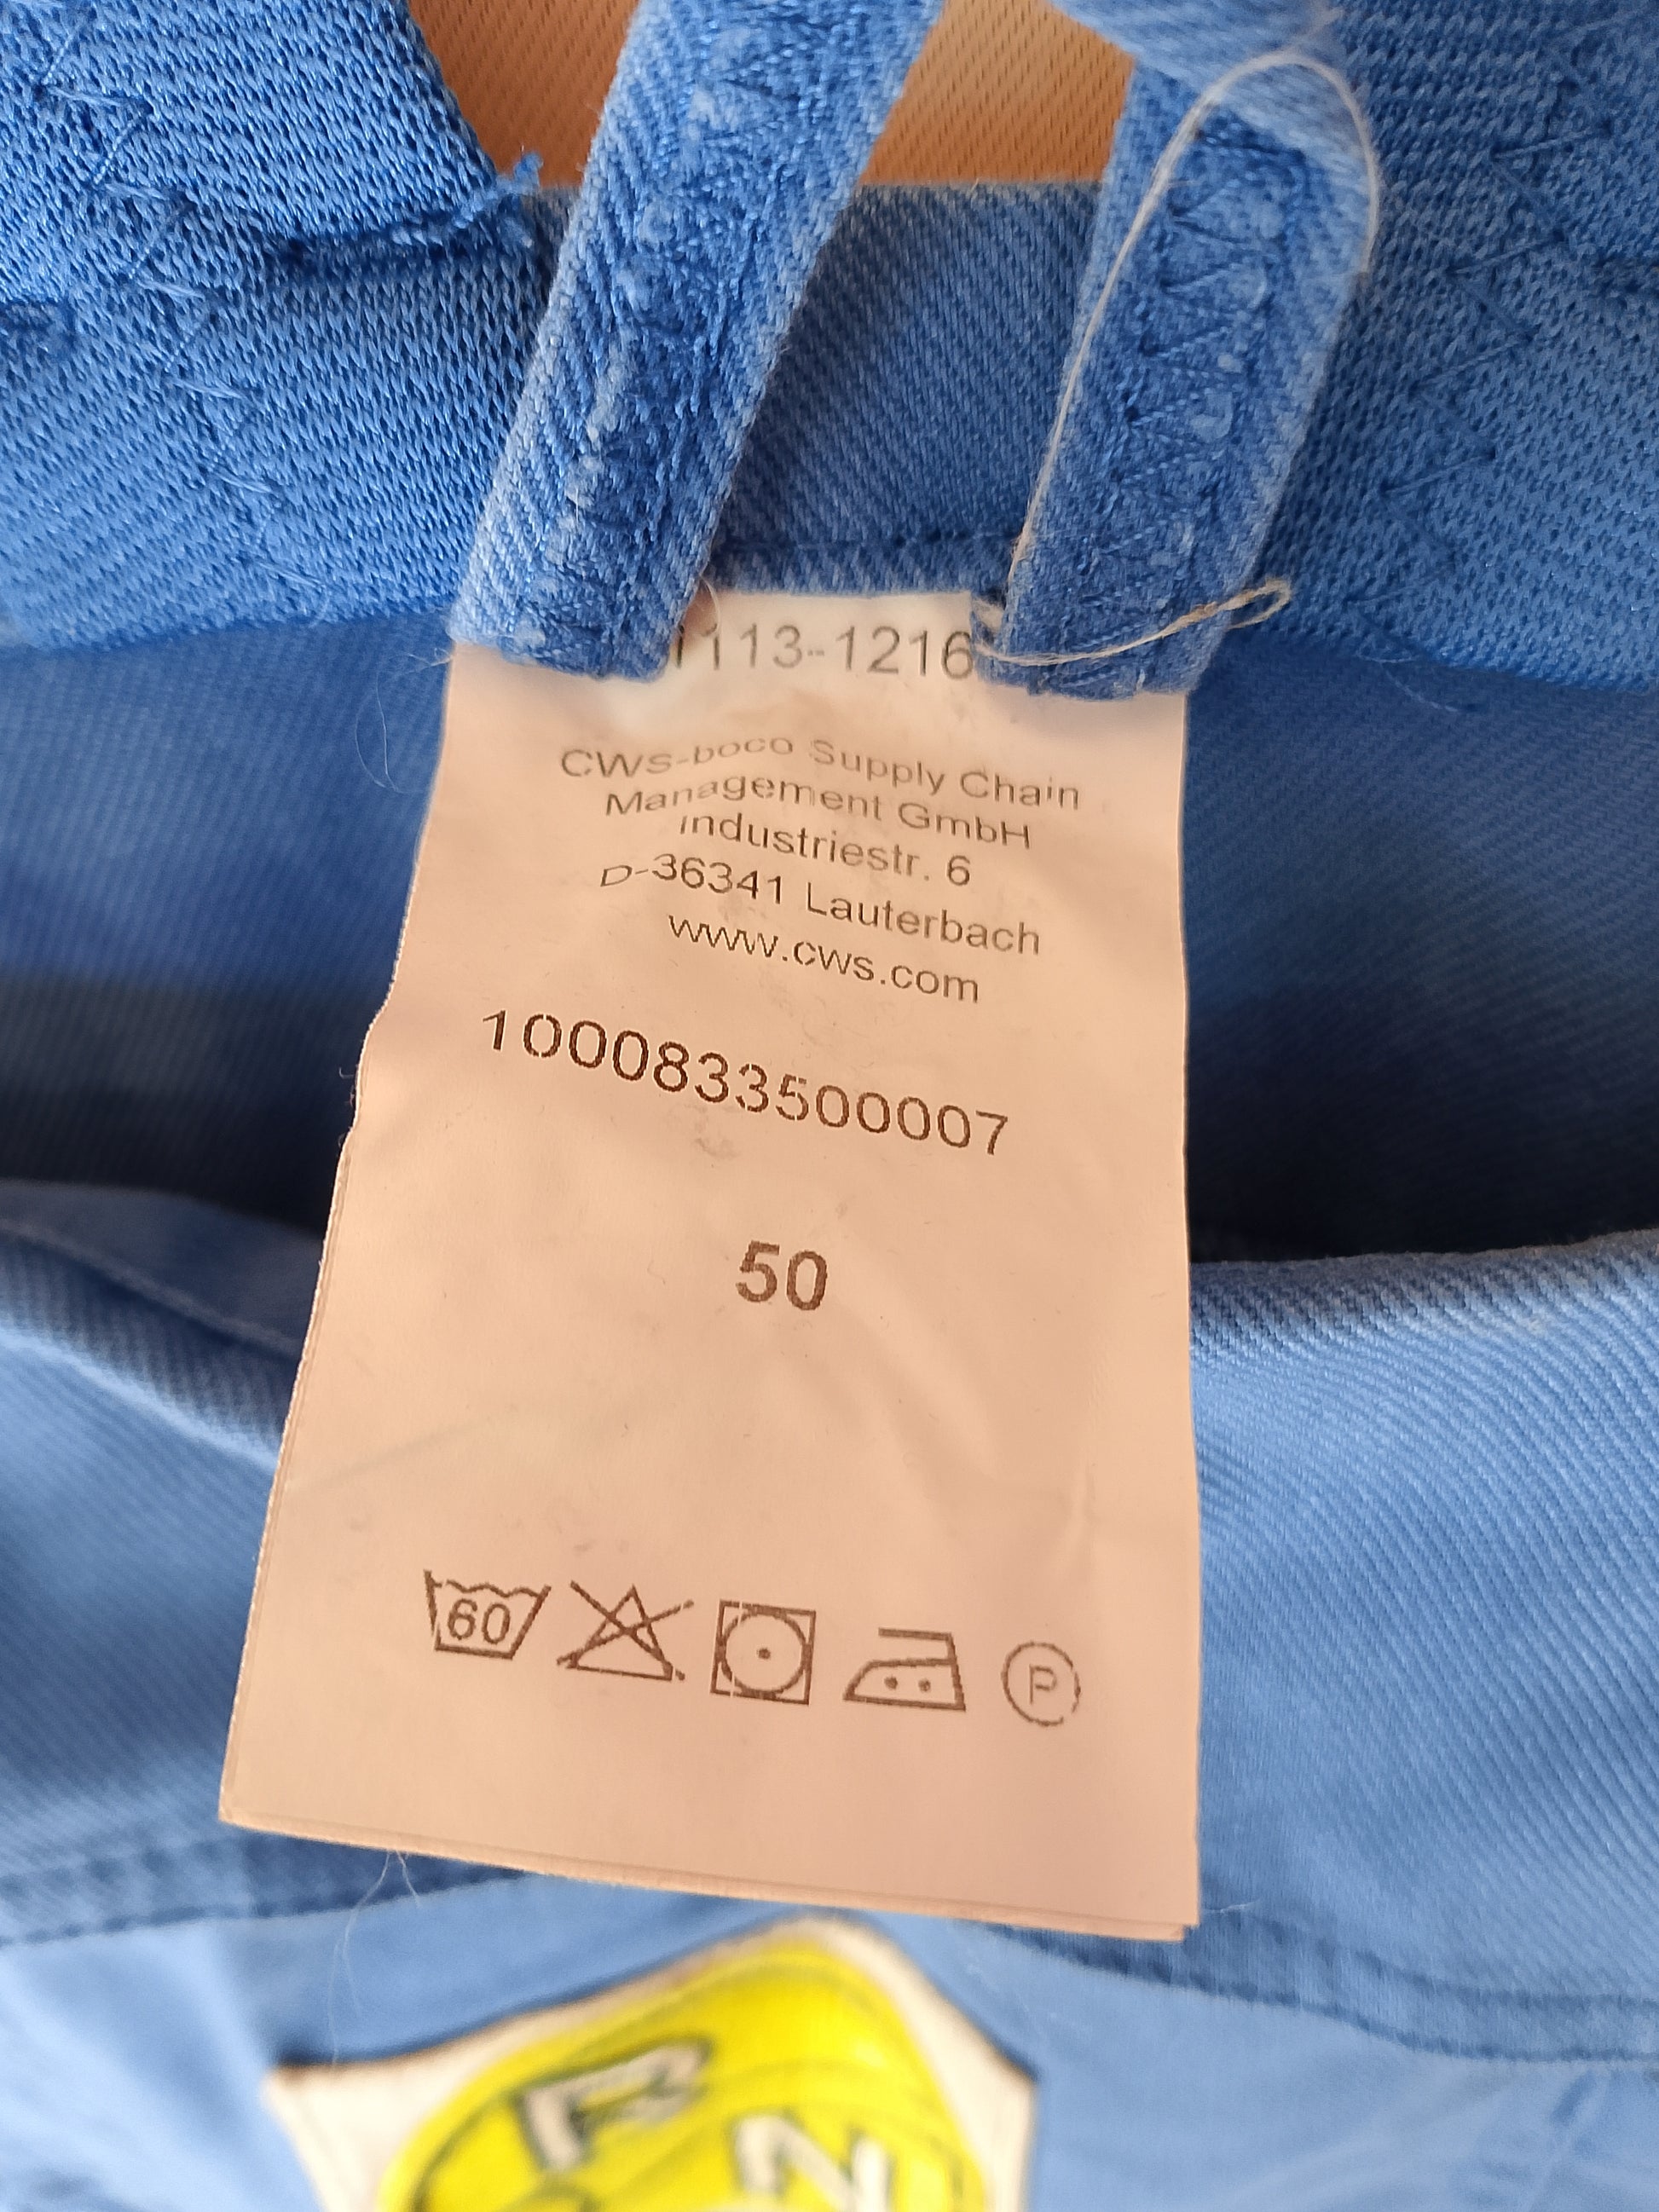 1113-1216
CWS-boco Supply Chain
Management GmbH
Industriestr. 6
D-36341 Lauterbach
www.cws.com
1000833500007
50
60
P
R
N